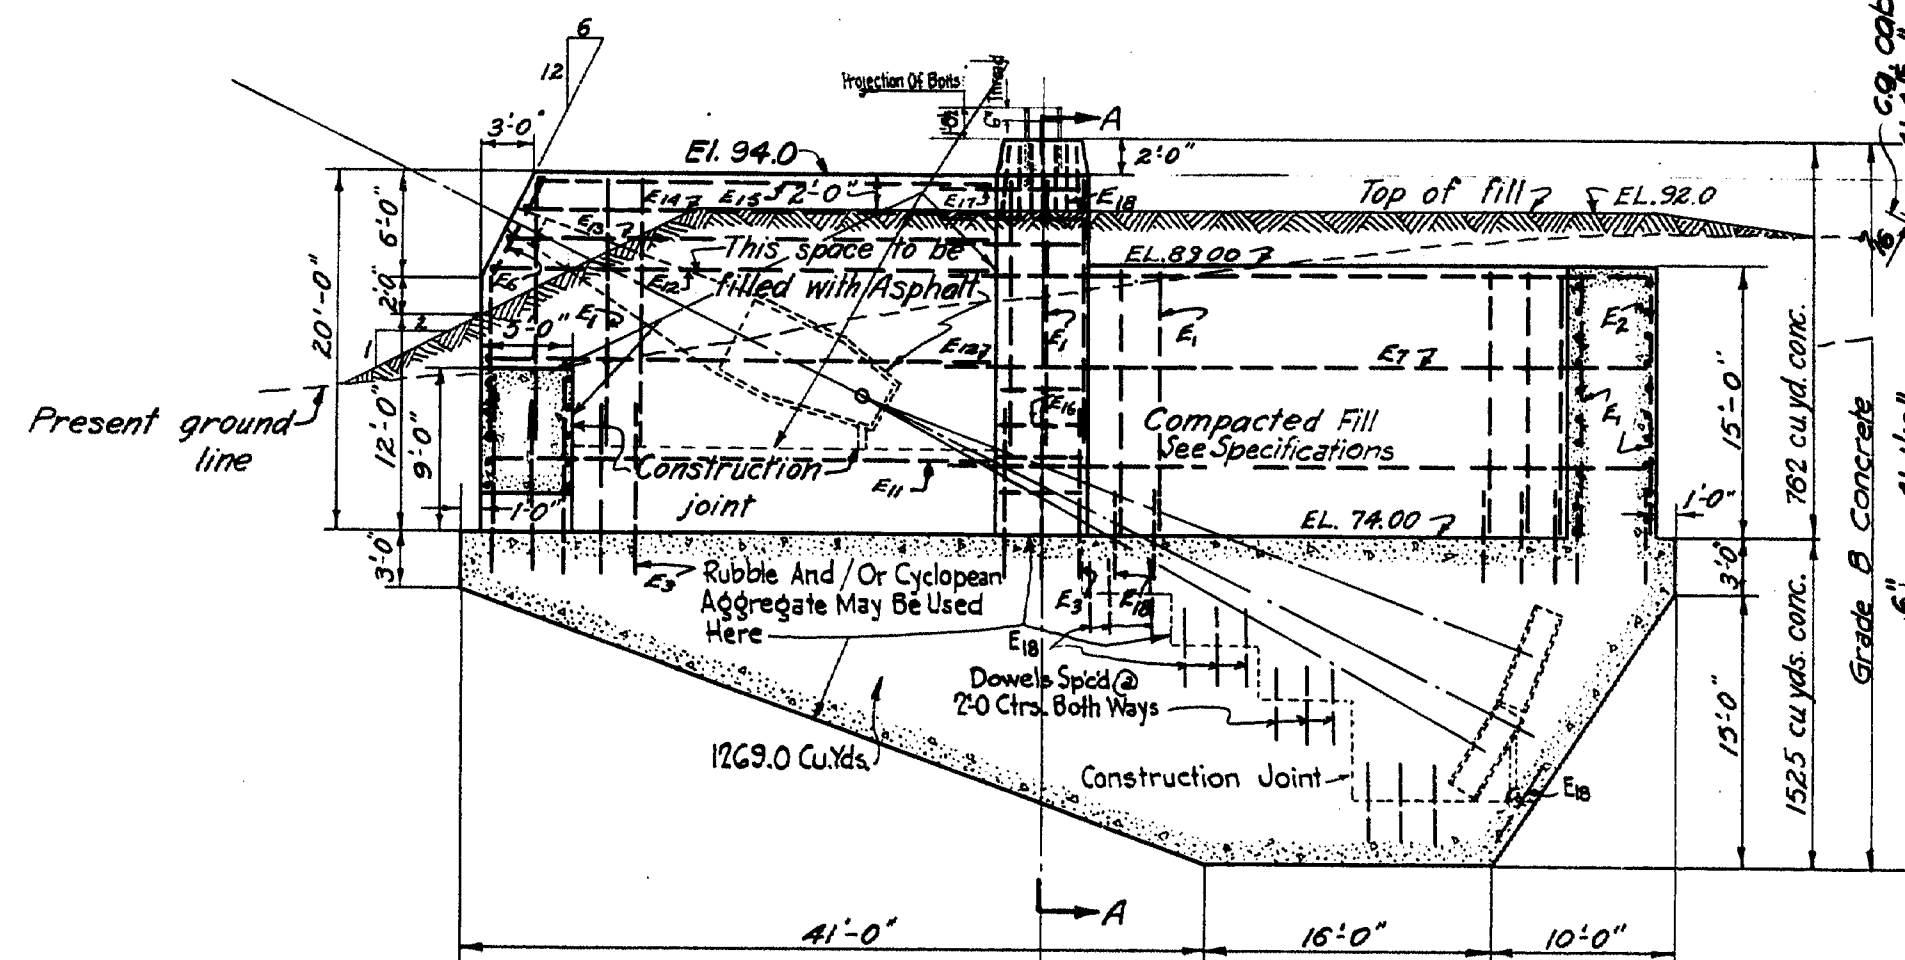 6
12
3'-0"
Projection Of Bolts
Thread
A
2'-0"
El. 94.0
E14
E15
2'-0"
E17
E18
Top of fill
EL. 92.0
6'-0"
E13
This space to be
filled with Asphalt
EL. 89.00
20'-0"
2'-0"
E6
E12
E1
2
1
5'-0"
E1
E1
E7
E2
E1
E16
Present ground
line
12'-0"
9'-0"
Compacted Fill
See Specifications
15'-0"
762 cu. yd. conc.
Grade B Concrete
Construction
joint
E11
1'-0"
EL. 74.00
1'-0"
3'-0"
E3
Rubble And / Or Cyclopean
Aggregate May Be Used
Here
E3
E18
E18
3'-0"
Dowels Sp'c'd @
2'-0 Ctrs. Both Ways
1269.0 Cu.Yds.
Construction Joint
E18
15'-0"
1525 cu yds. conc.
6"
A
41'-0"
16'-0"
10'-0"